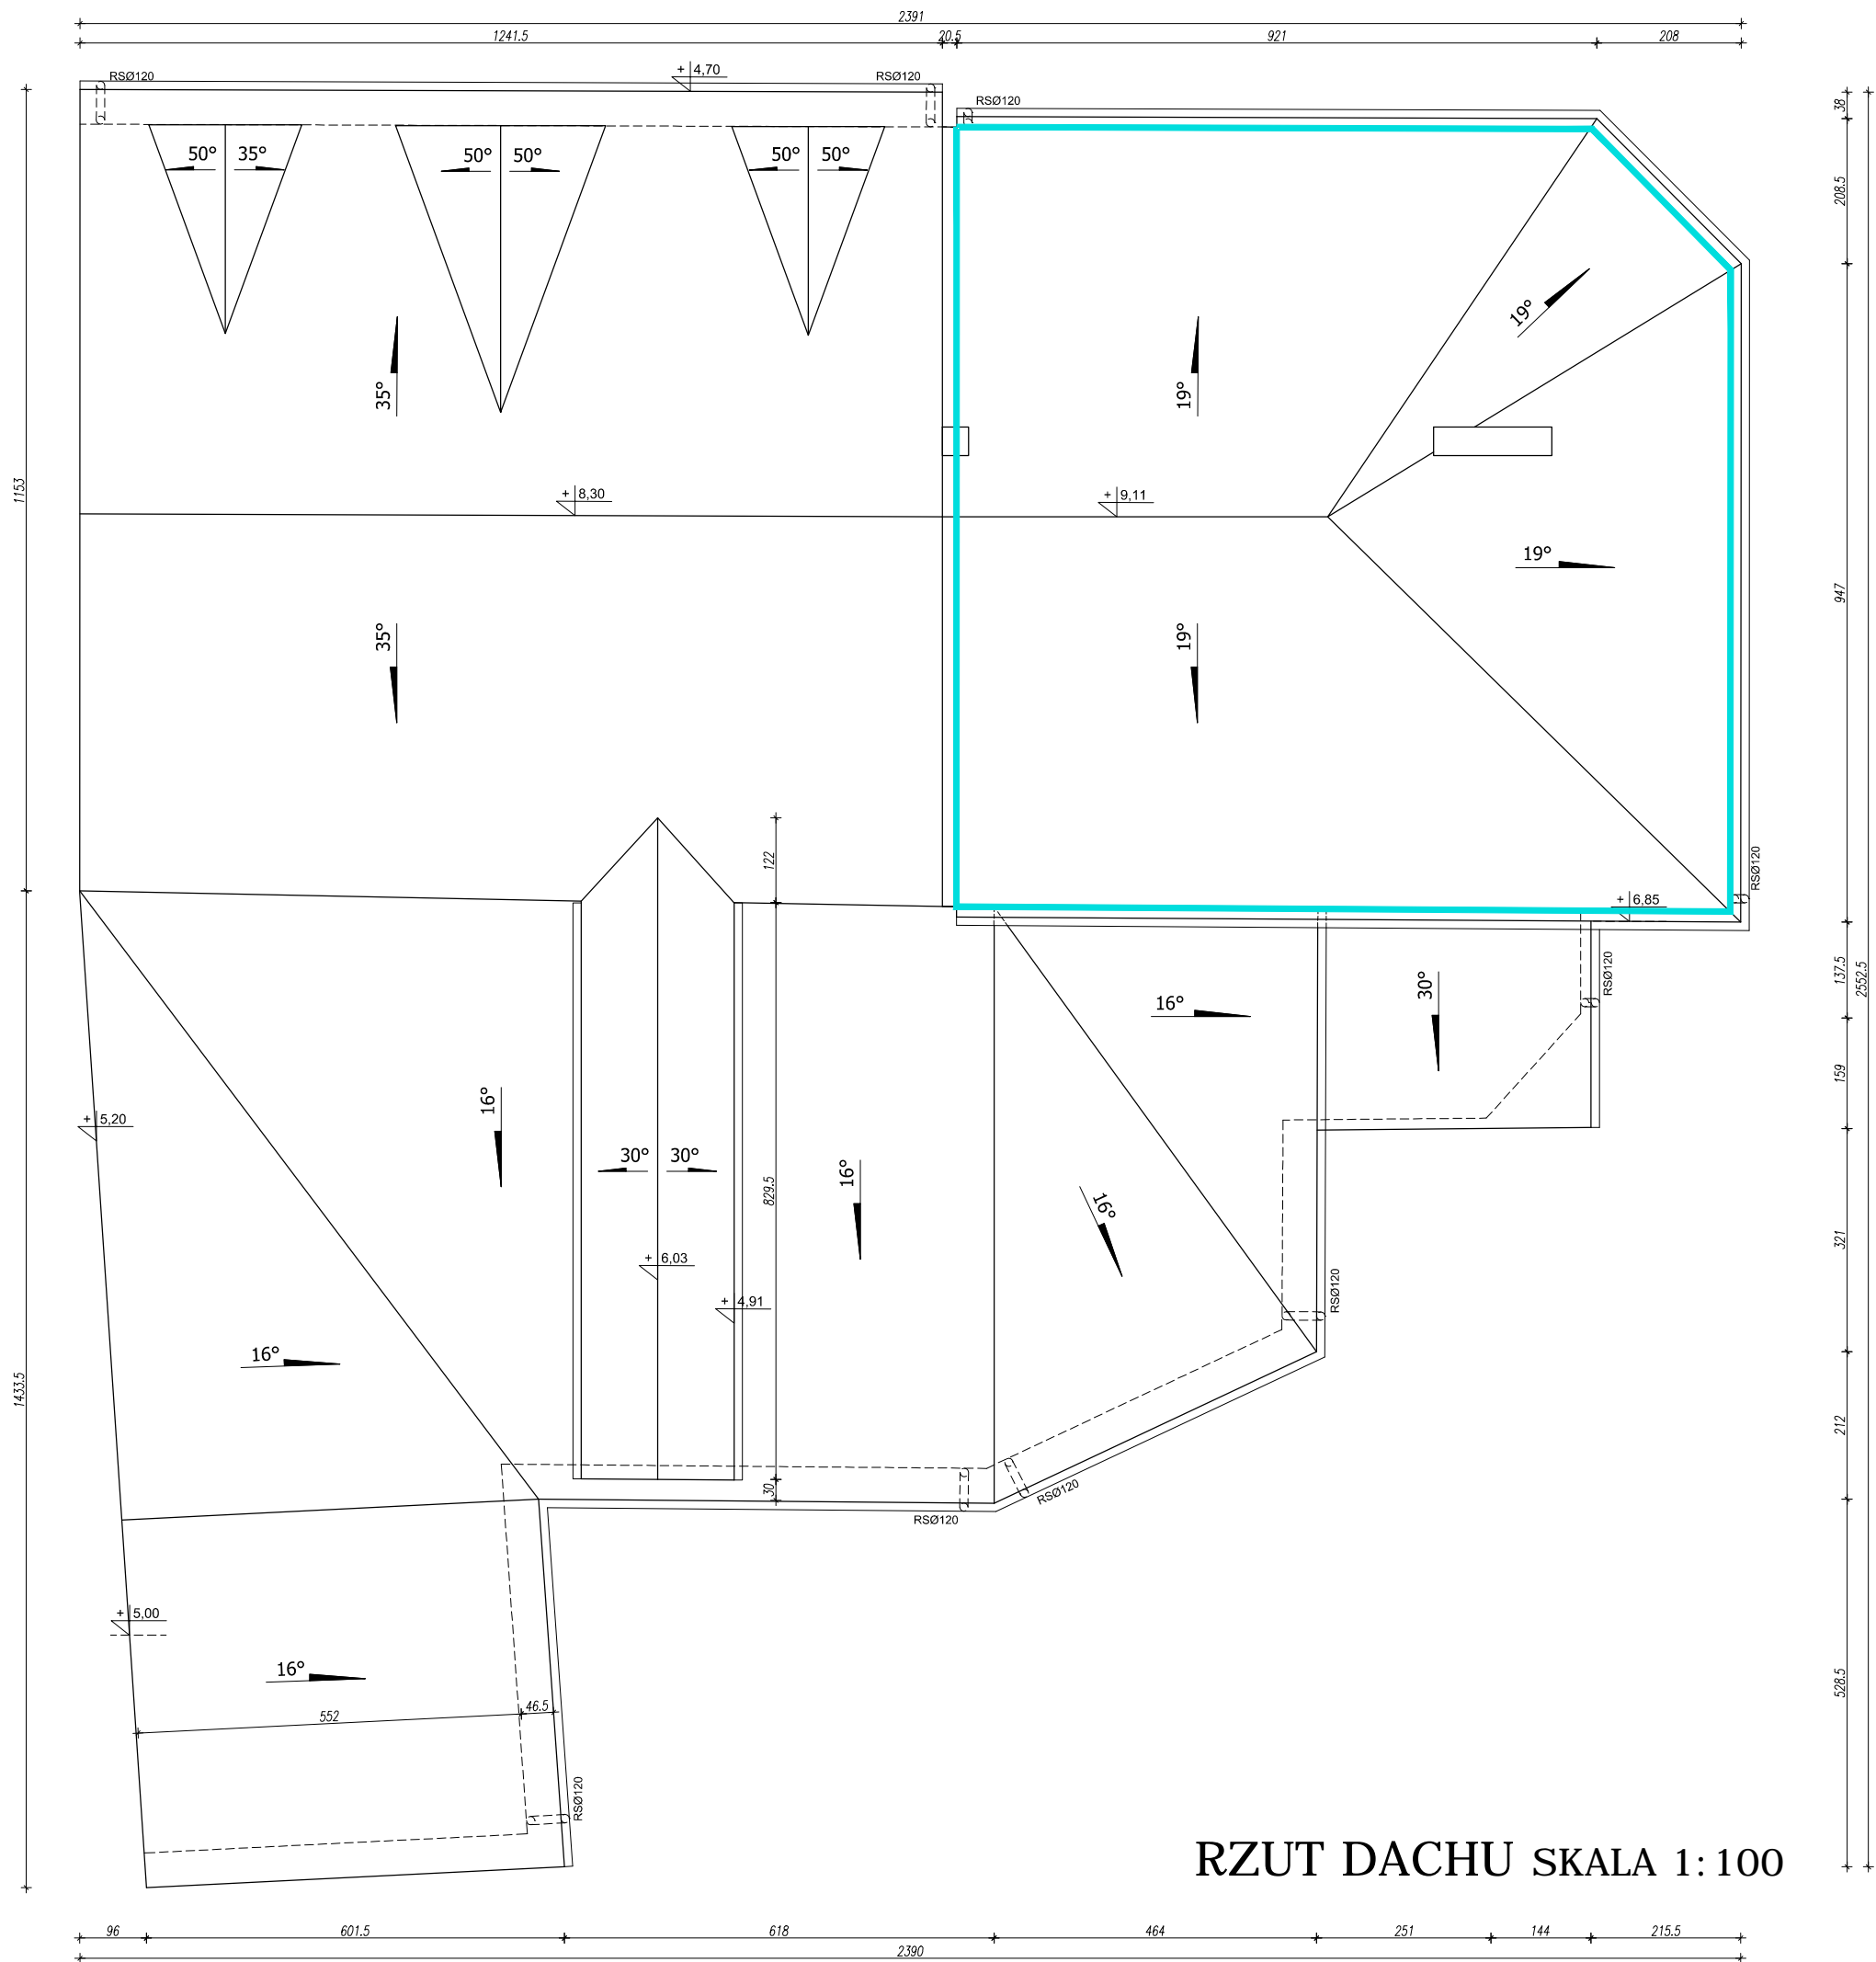 2391
1241.5 20.5 921 208
RSØ120 + 4,70 RSØ120
RSØ120
38
50° 35° 50° 50° 50° 50°
208.5
19°
35° 19°
1153
+ 8,30 + 9,11
19°
947
35° 19°
122
RSØ120
+ 6,85
RSØ120
137.5
2552.5
30°
16°
159
16°
+ 5,20
30° 30°
16°
829.5
16°
321
+ 6,03
RSØ120
+ 4,91
16°
1433.5
212
30
RSØ120
RSØ120
+ 5,00
16°
528.5
552 46.5
RSØ120
RZUT DACHU SKALA 1:100
96 601.5 618 464 251 144 215.5
2390